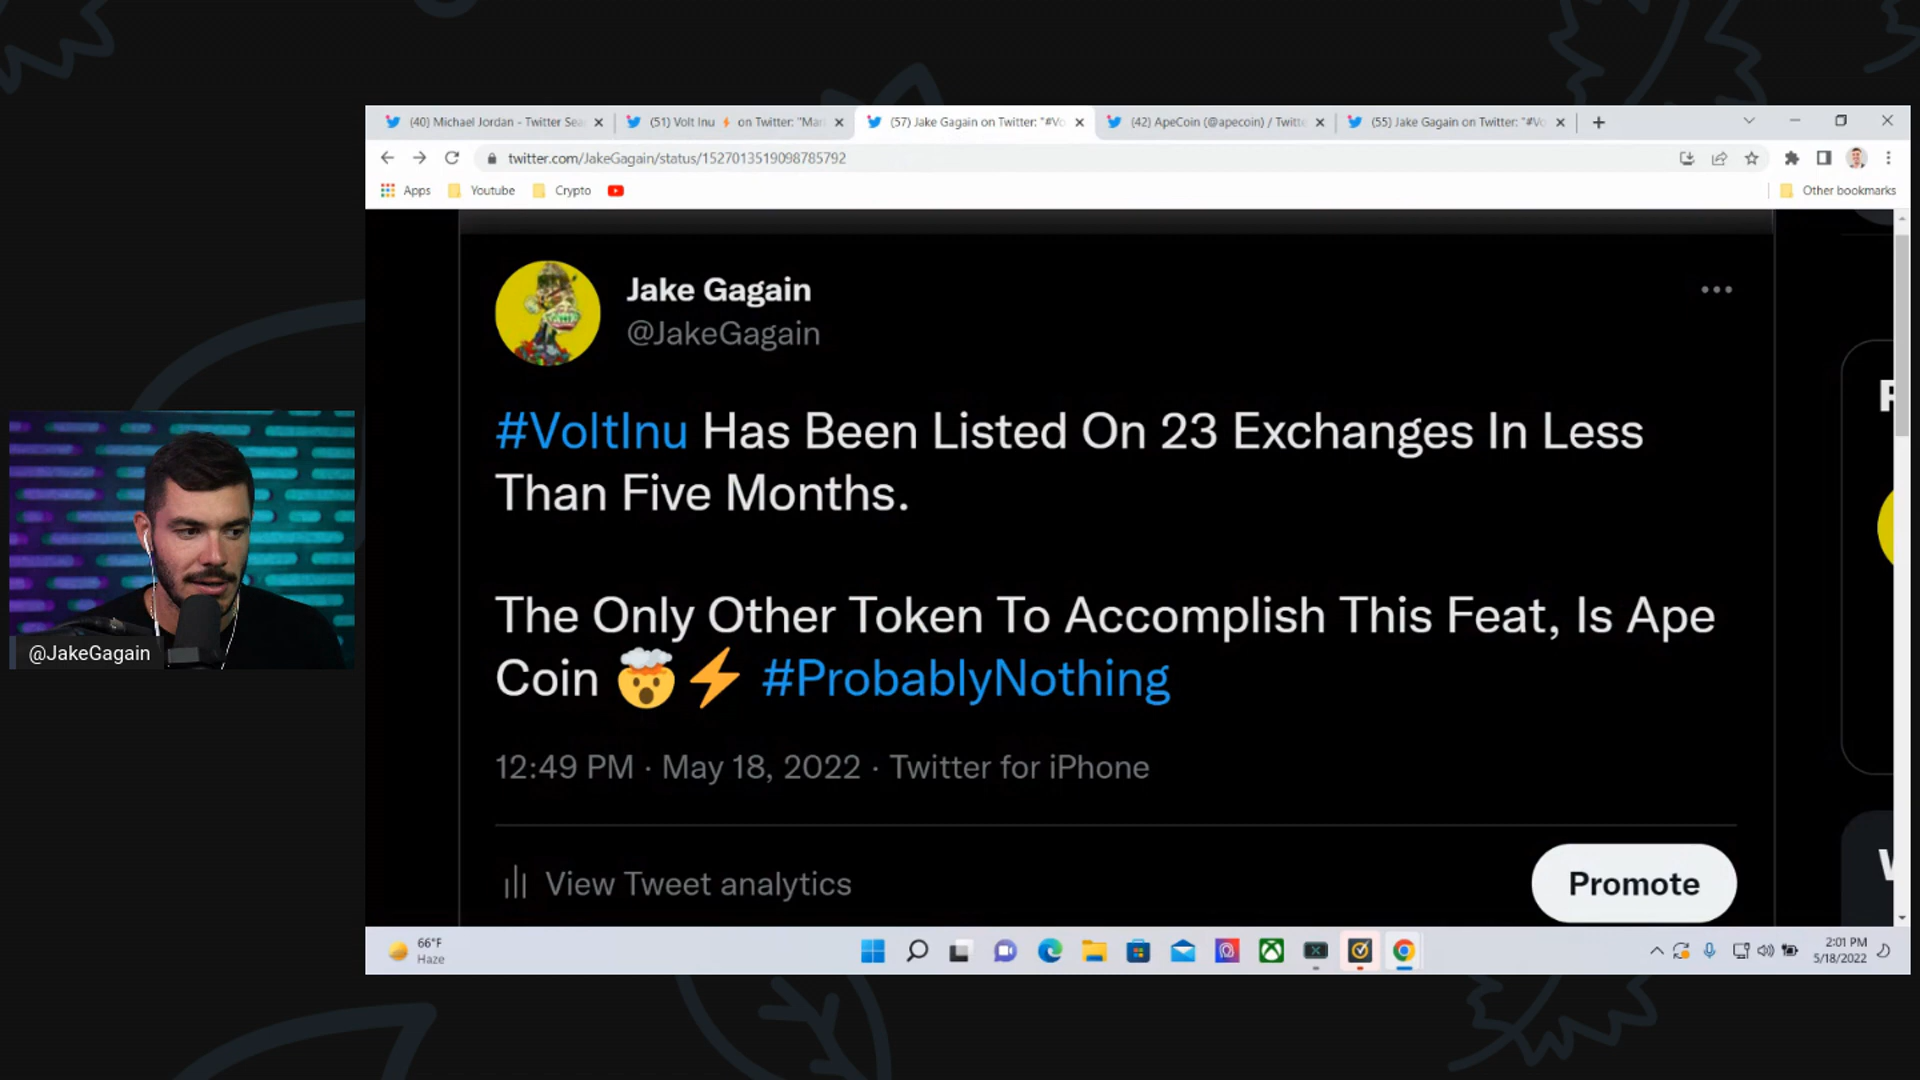 (40) Michael Jordan - Twitter Sea
(51) Volt Inu ⚡ on Twitter: "Mar
(57) Jake Gagain on Twitter: "#Vo
(42) ApeCoin (@apecoin) / Twitte
(55) Jake Gagain on Twitter: "#Vo
twitter.com/JakeGagain/status/1527013519098785792
Apps
Youtube
Crypto
Other bookmarks
Jake Gagain
@JakeGagain
#VoltInu Has Been Listed On 23 Exchanges In Less
Than Five Months.
The Only Other Token To Accomplish This Feat, Is Ape
Coin 🤯⚡ #ProbablyNothing
12:49 PM · May 18, 2022 · Twitter for iPhone
View Tweet analytics
Promote
@JakeGagain
66°F
Haze
2:01 PM
5/18/2022